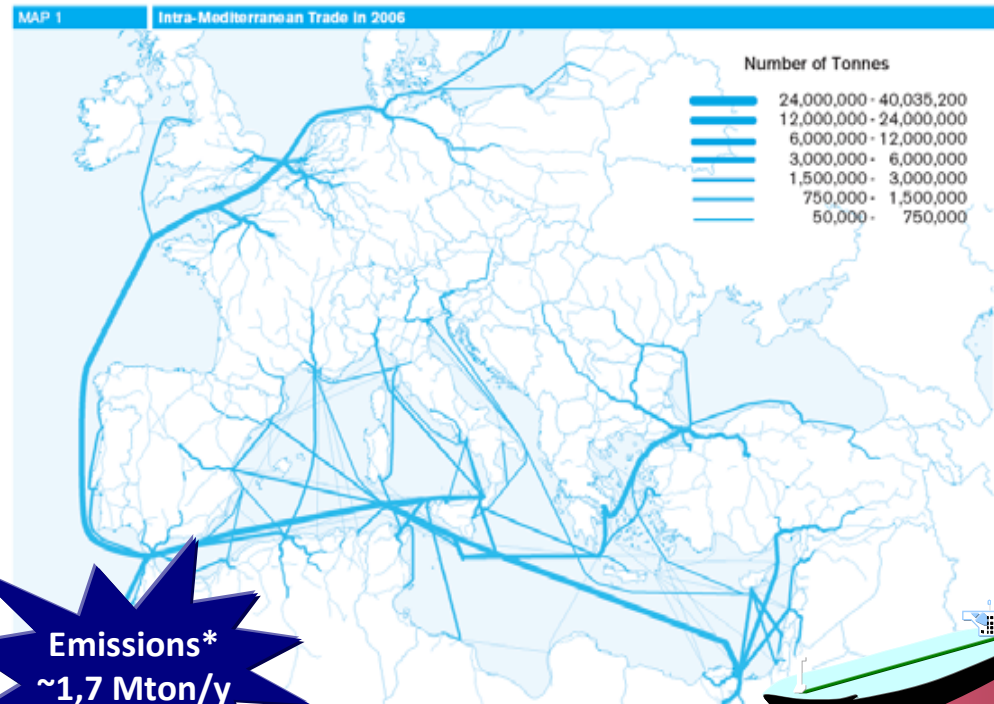 MAP 1
Intra-Mediterranean Trade in 2006
Number of Tonnes
24,000,000 - 40,035,200
12,000,000 - 24,000,000
6,000,000 - 12,000,000
3,000,000 - 6,000,000
1,500,000 - 3,000,000
750,000 - 1,500,000
50,000 - 750,000
Emissions*
~1,7 Mton/y